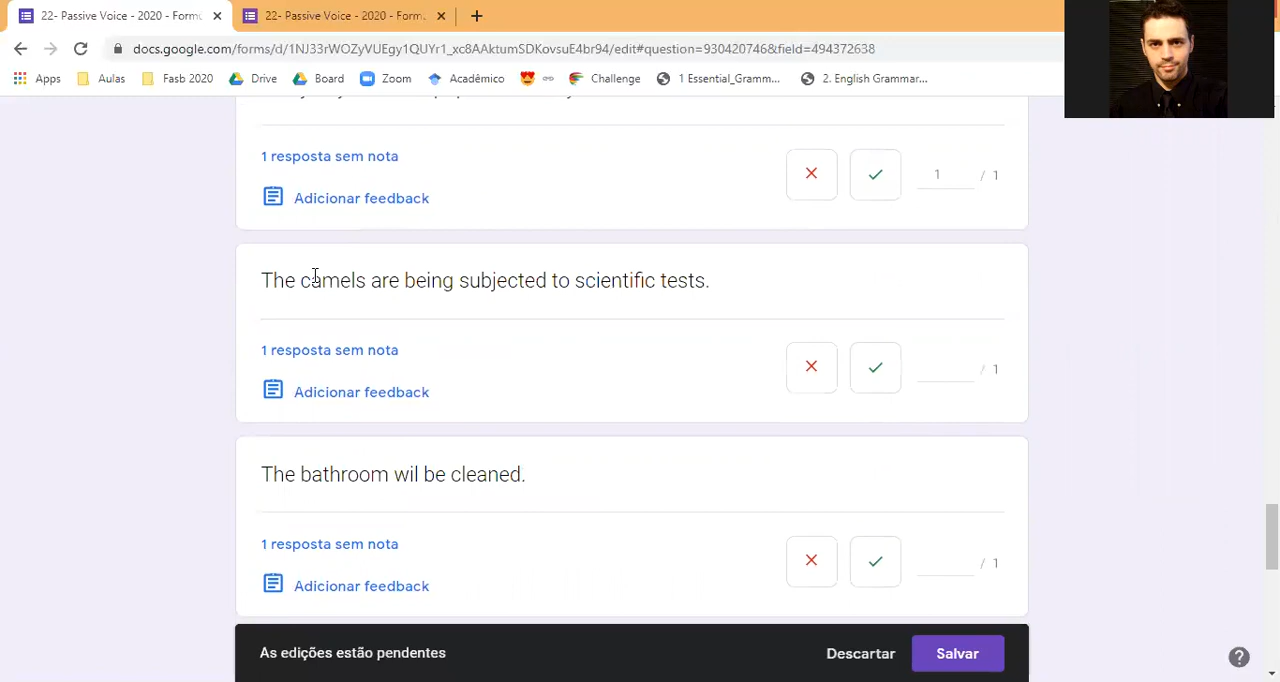 22- Passive Voice - 2020 - Formu
22- Passive Voice - 2020 - Form.
docs.google.com/forms/d/1NJ33rWOZyVUEgy1QUYr1_xc8AAktumSDKovsuE4br94/edit#question=930420746&field=494372638
Apps Aulas Fasb 2020 Drive Board Zoom Acadêmico Challenge 1 Essential_Gramm... 2. English Grammar...
1 resposta sem nota
1 / 1
Adicionar feedback
The camels are being subjected to scientific tests.
1 resposta sem nota
/ 1
Adicionar feedback
The bathroom wil be cleaned.
1 resposta sem nota
/ 1
Adicionar feedback
As edições estão pendentes Descartar Salvar